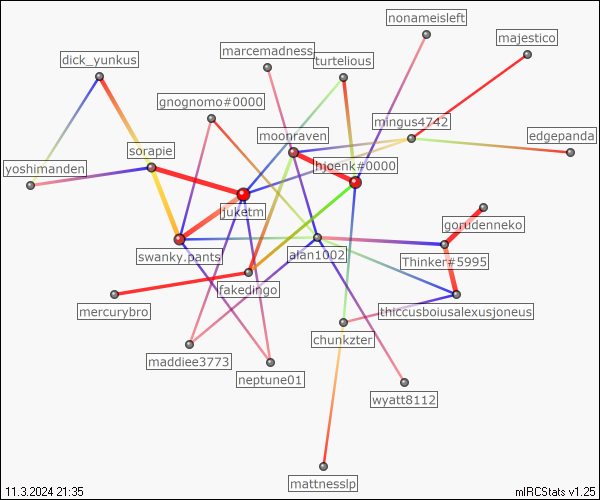 nonameisleft
majestico
marcemadness
dick_yunkus
turtelious
gnognomo#0000
mingus4742
moonraven
edgepanda
sorapie
hjoenk#0000
yoshimanden
juketm
gorudenneko
swanky.pants
alan1002
Thinker#5995
fakedingo
mercurybro
thiccusboiusalexusjoneus
chunkzter
maddiee3773
neptune01
wyatt8112
mattnesslp
11.3.2024 21:35
mIRCStats v1.25